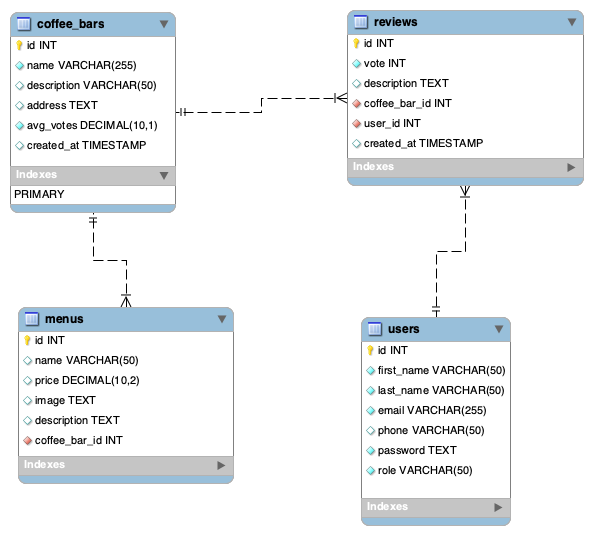 coffee_bars
id INT
name VARCHAR(255)
description VARCHAR(50)
address TEXT
avg_votes DECIMAL(10,1)
created_at TIMESTAMP
Indexes
PRIMARY
reviews
id INT
vote INT
description TEXT
coffee_bar_id INT
user_id INT
created_at TIMESTAMP
Indexes
menus
id INT
name VARCHAR(50)
price DECIMAL(10,2)
image TEXT
description TEXT
coffee_bar_id INT
Indexes
users
id INT
first_name VARCHAR(50)
last_name VARCHAR(50)
email VARCHAR(255)
phone VARCHAR(50)
password TEXT
role VARCHAR(50)
Indexes